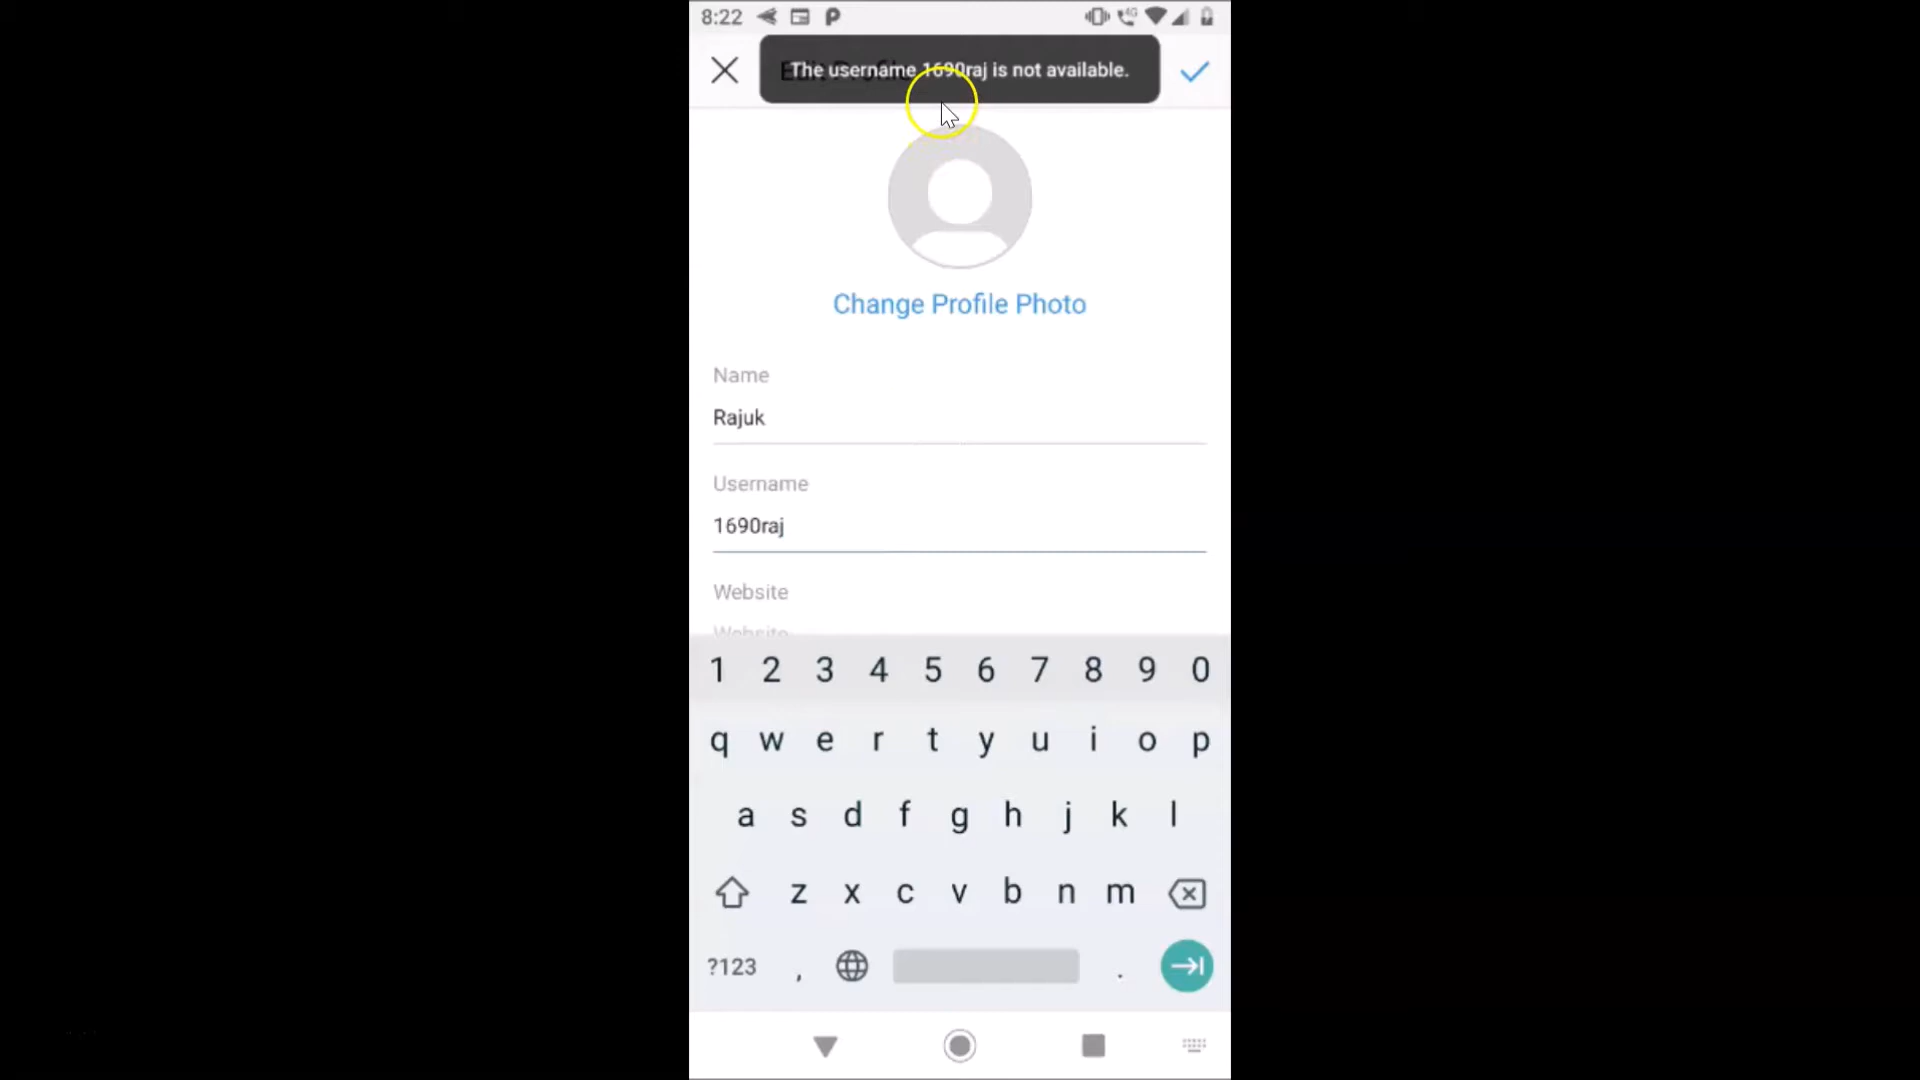 8:22
The username 1690raj is not available.
Change Profile Photo
Name
Rajuk
Username
1690raj
Website
Website
1 2 3 4 5 6 7 8 9 0
q w e r t y u i o p
a s d f g h j k l
z x c v b n m
?123 , .